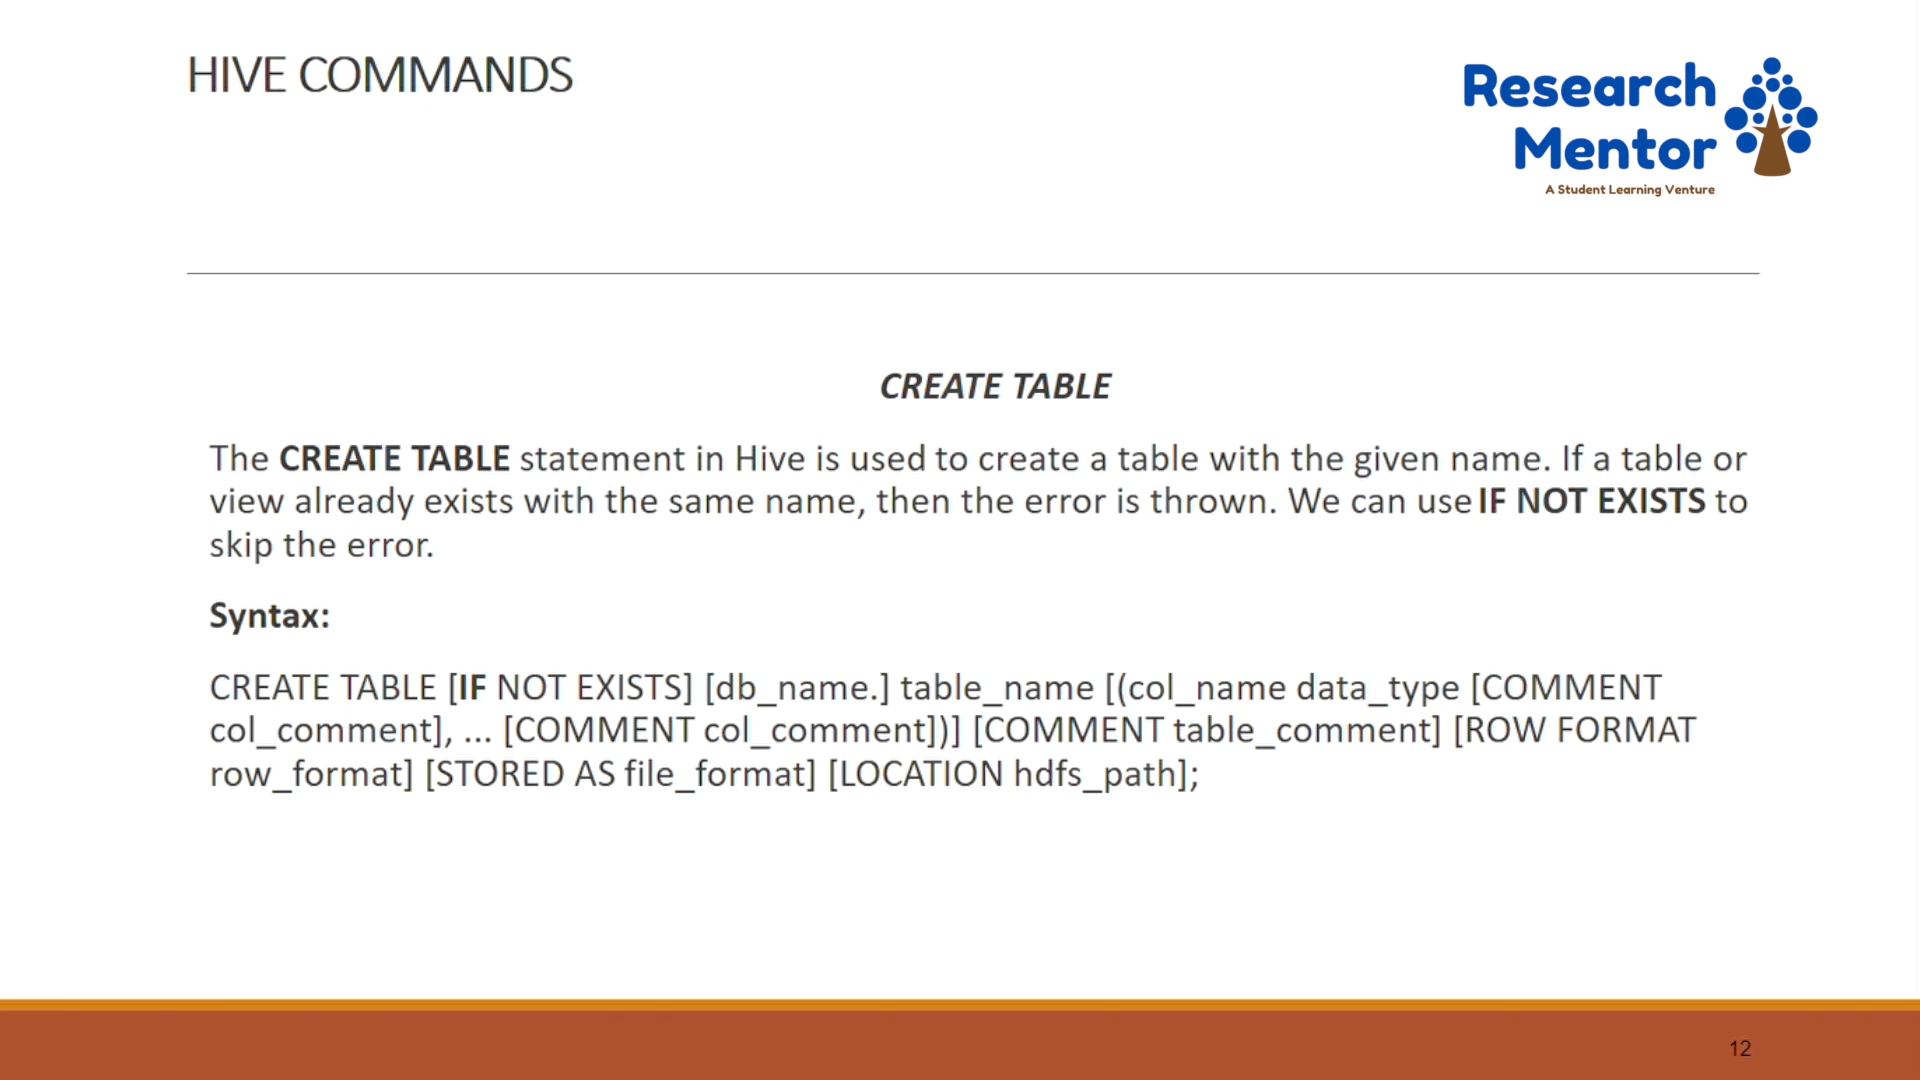 HIVE COMMANDS
Research
Mentor
A Student Learning Venture
CREATE TABLE
The CREATE TABLE statement in Hive is used to create a table with the given name. If a table or
view already exists with the same name, then the error is thrown. We can use IF NOT EXISTS to
skip the error.
Syntax:
CREATE TABLE [IF NOT EXISTS] [db_name.] table_name [(col_name data_type [COMMENT
col_comment], ... [COMMENT col_comment])] [COMMENT table_comment] [ROW FORMAT
row_format] [STORED AS file_format] [LOCATION hdfs_path];
12